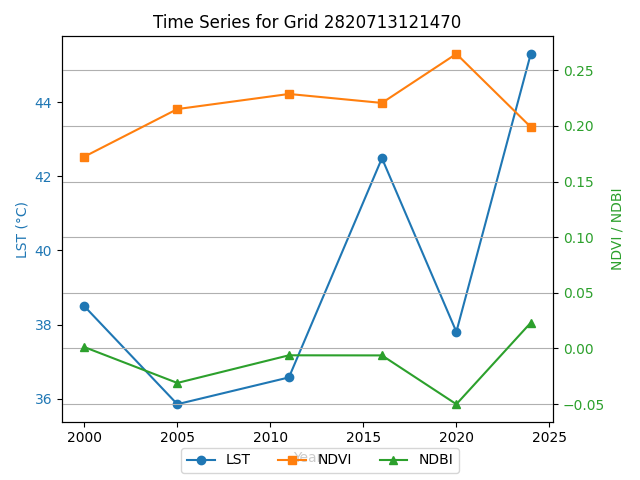 Time Series for Grid 2820713121470
LST (°C)
44
42
40
38
36
0.25
0.20
0.15
0.10
0.05
0.00
−0.05
NDVI / NDBI
2000 2005 2010 2015 2020 2025
Year
LST NDVI NDBI